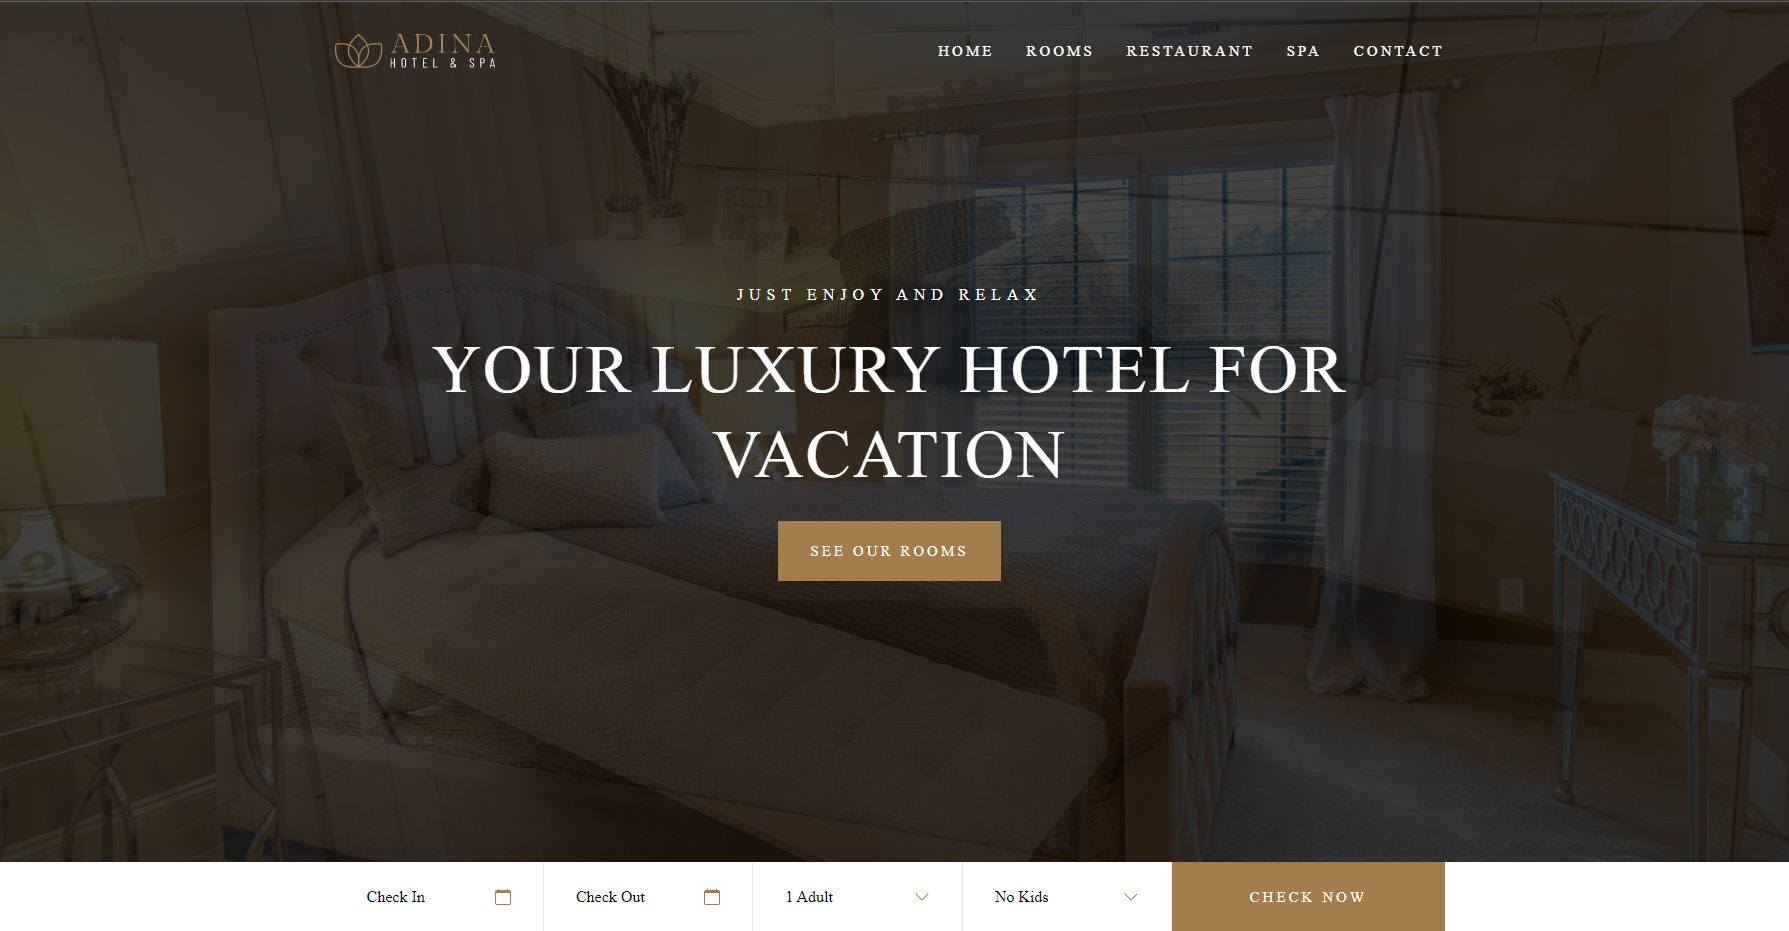 ADINA
HOTEL & SPA
HOME ROOMS RESTAURANT SPA CONTACT
JUST ENJOY AND RELAX
YOUR LUXURY HOTEL FOR
VACATION
SEE OUR ROOMS
Check In Check Out 1 Adult No Kids CHECK NOW